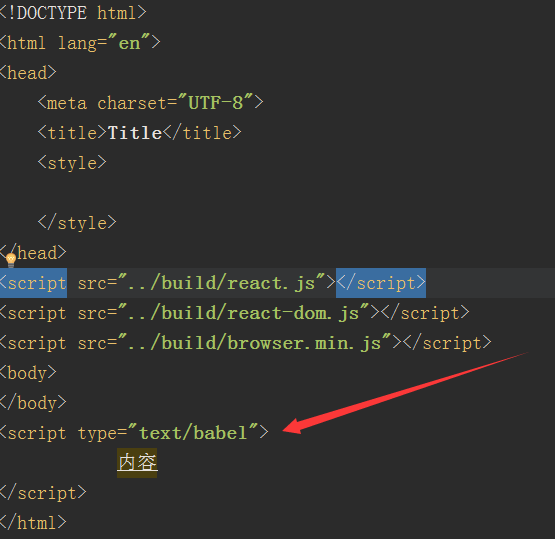 <!DOCTYPE html>
<html lang="en">
<head>
<meta charset="UTF-8">
<title>Title</title>
<style>
</style>
</head>
<script src="../build/react.js"></script>
<script src="../build/react-dom.js"></script>
<script src="../build/browser.min.js"></script>
<body>
</body>
<script type="text/babel">
内容
</script>
</html>